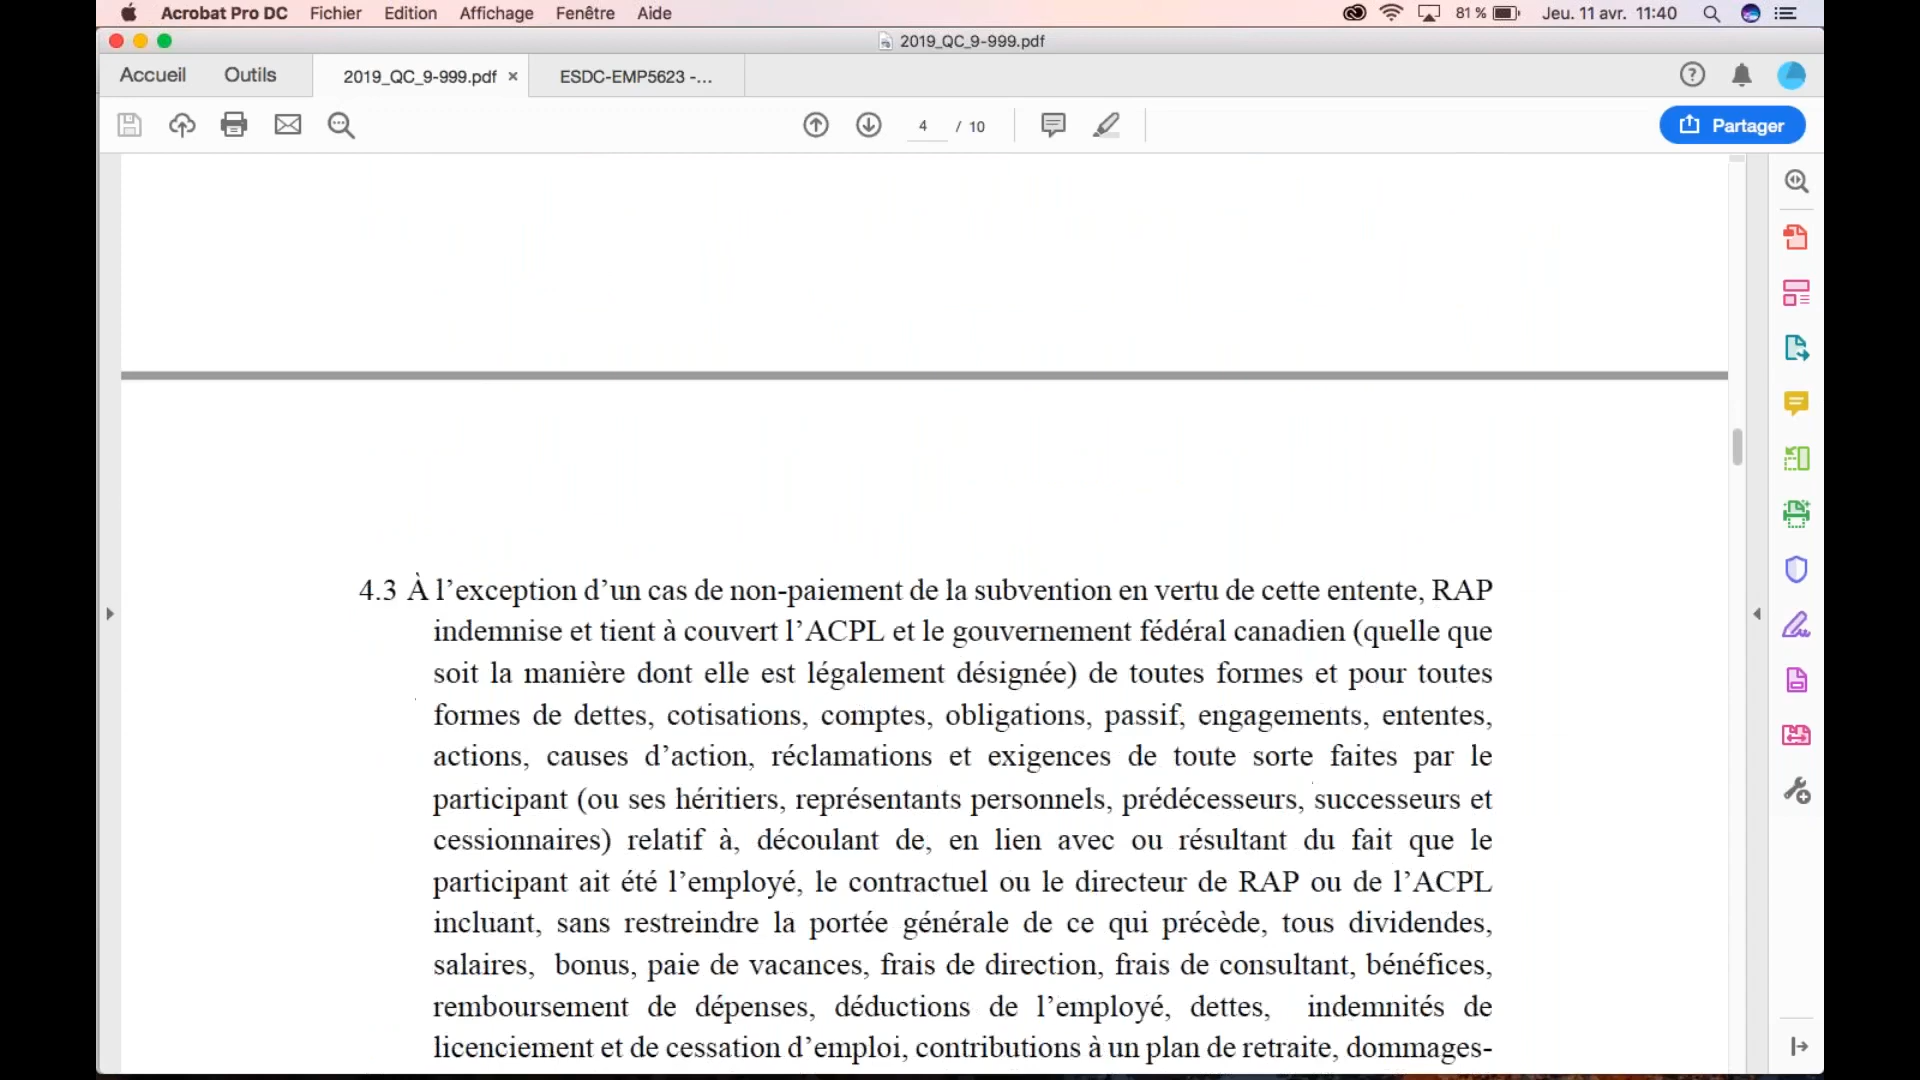 Acrobat Pro DC Fichier Edition Affichage Fenêtre Aide 81 % Jeu. 11 avr. 11:40
2019_QC_9-999.pdf
Accueil Outils 2019_QC_9-999.pdf × ESDC-EMP5623 -...
4 / 10 Partager
4.3 À l’exception d’un cas de non-paiement de la subvention en vertu de cette entente, RAP
indemnise et tient à couvert l’ACPL et le gouvernement fédéral canadien (quelle que
soit la manière dont elle est légalement désignée) de toutes formes et pour toutes
formes de dettes, cotisations, comptes, obligations, passif, engagements, ententes,
actions, causes d’action, réclamations et exigences de toute sorte faites par le
participant (ou ses héritiers, représentants personnels, prédécesseurs, successeurs et
cessionnaires) relatif à, découlant de, en lien avec ou résultant du fait que le
participant ait été l’employé, le contractuel ou le directeur de RAP ou de l’ACPL
incluant, sans restreindre la portée générale de ce qui précède, tous dividendes,
salaires, bonus, paie de vacances, frais de direction, frais de consultant, bénéfices,
remboursement de dépenses, déductions de l’employé, dettes, indemnités de
licenciement et de cessation d’emploi, contributions à un plan de retraite, dommages-